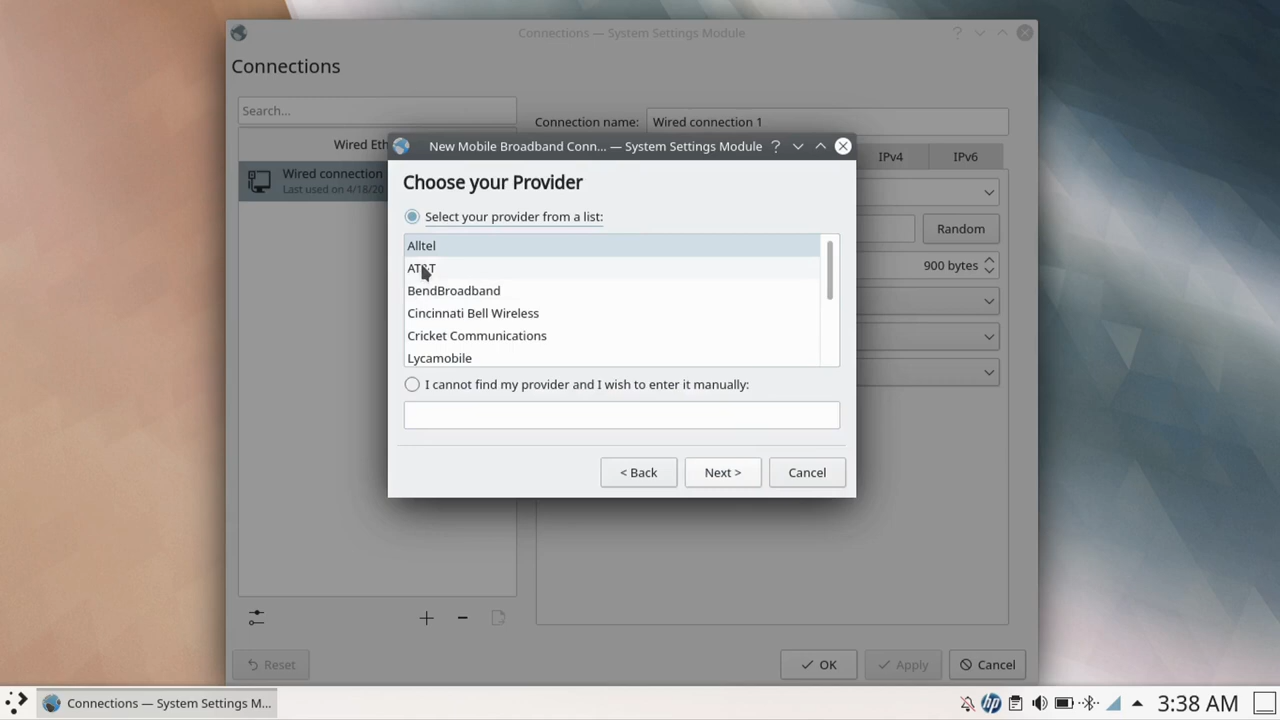 Connections — System Settings Module
Connections
Search...
Connection name:
Wired connection 1
Wired Eth
Wired connection
Last used on 4/18/20
IPv4
IPv6
Random
900 bytes
New Mobile Broadband Conn... — System Settings Module
Choose your Provider
Select your provider from a list:
Alltel
AT&T
BendBroadband
Cincinnati Bell Wireless
Cricket Communications
Lycamobile
I cannot find my provider and I wish to enter it manually:
< Back
Next >
Cancel
Reset
OK
Apply
Cancel
Connections — System Settings M...
hp
3:38 AM